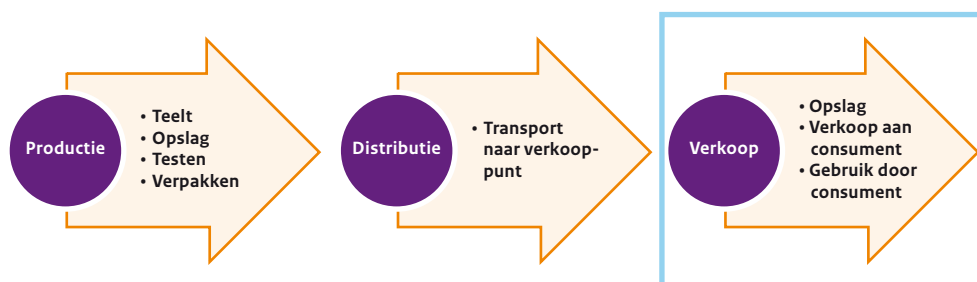 Productie
• Teelt
• Opslag
• Testen
• Verpakken
Distributie
• Transport
naar verkoop-
punt
Verkoop
• Opslag
• Verkoop aan
consument
• Gebruik door
consument